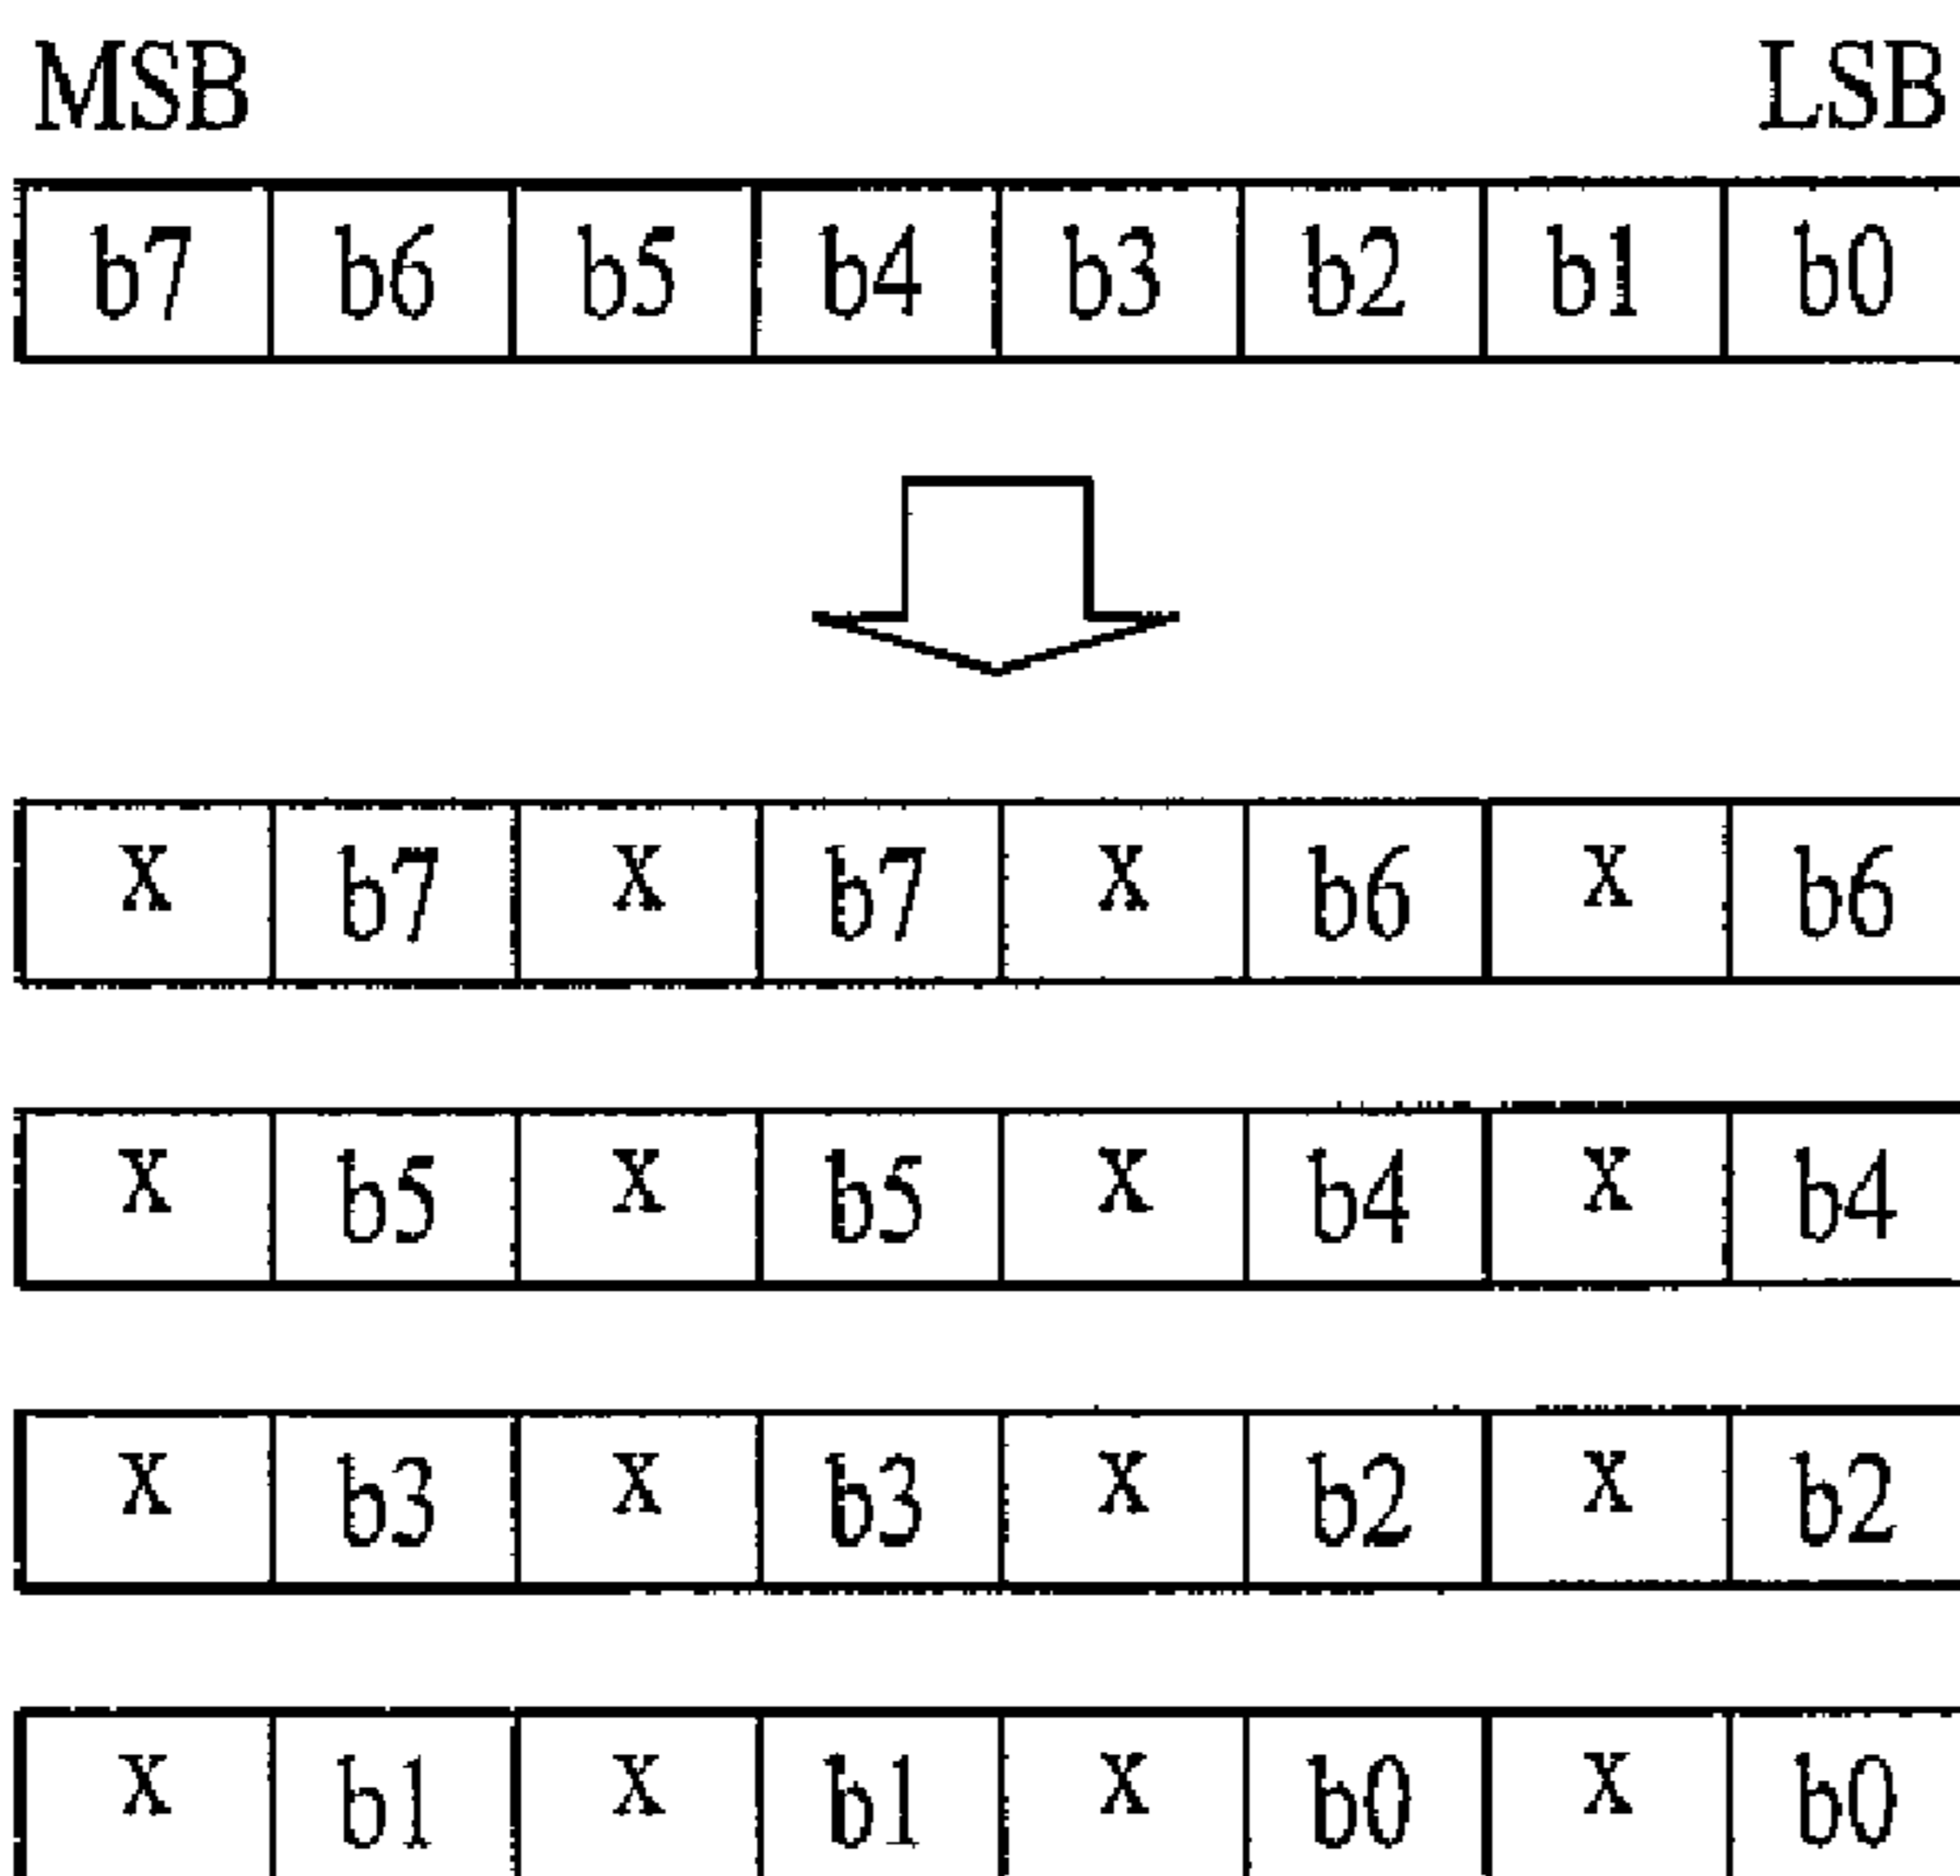 MSB LSB
b7 b6 b5 b4 b3 b2 b1 b0
X b7 X b7 X b6 X b6
X b5 X b5 X b4 X b4
X b3 X b3 X b2 X b2
X b1 X b1 X b0 X b0